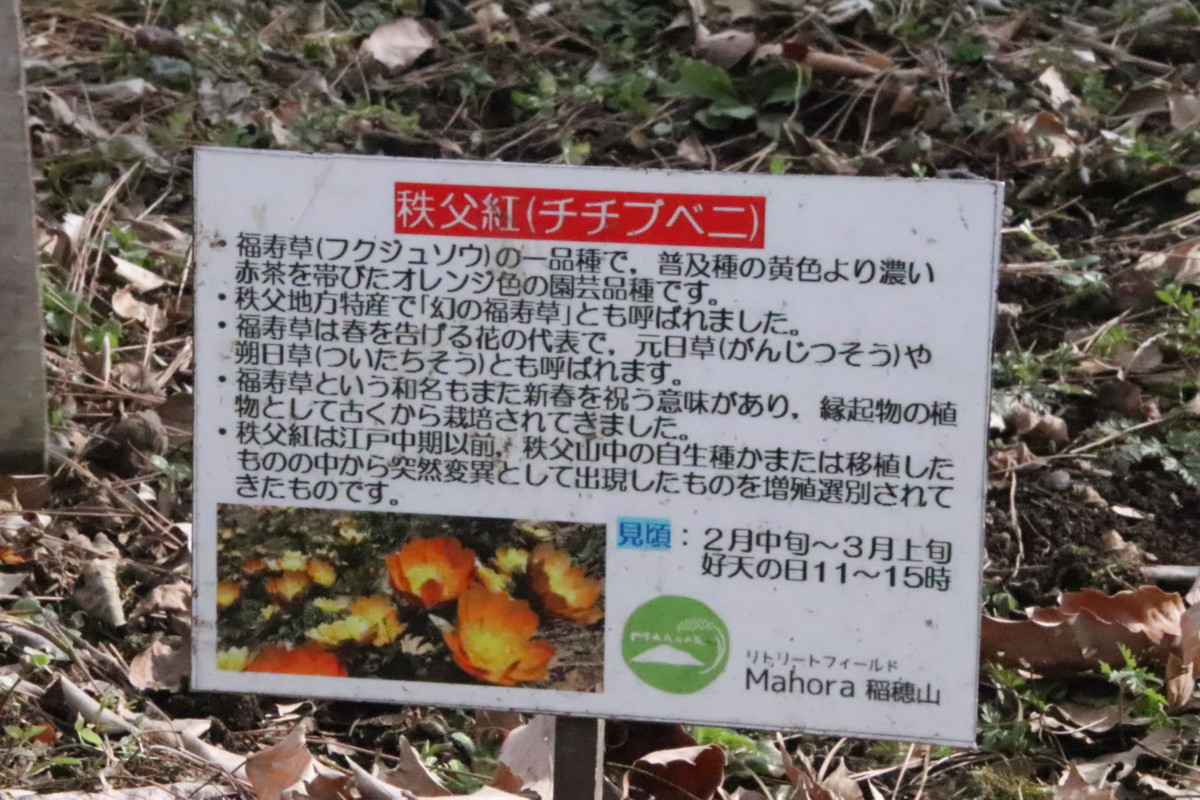 秩父紅(チチブベニ)
・福寿草(フクジュソウ)の一品種で，普及種の黄色より濃い
赤茶を帯びたオレンジ色の園芸品種です。
・秩父地方特産で「幻の福寿草」とも呼ばれました。
・福寿草は春を告げる花の代表で，元日草(がんじつそう)や
朔日草(ついたちそう)とも呼ばれます。
・福寿草という和名もまた新春を祝う意味があり，縁起物の植
物として古くから栽培されてきました。
・秩父紅は江戸中期以前，秩父山中の自生種かまたは移植した
ものの中から突然変異として出現したものを増殖選別されて
きたものです。
見頃：２月中旬〜３月上旬
好天の日11〜15時
MAHORA
リトリートフィールド
Mahora 稲穂山